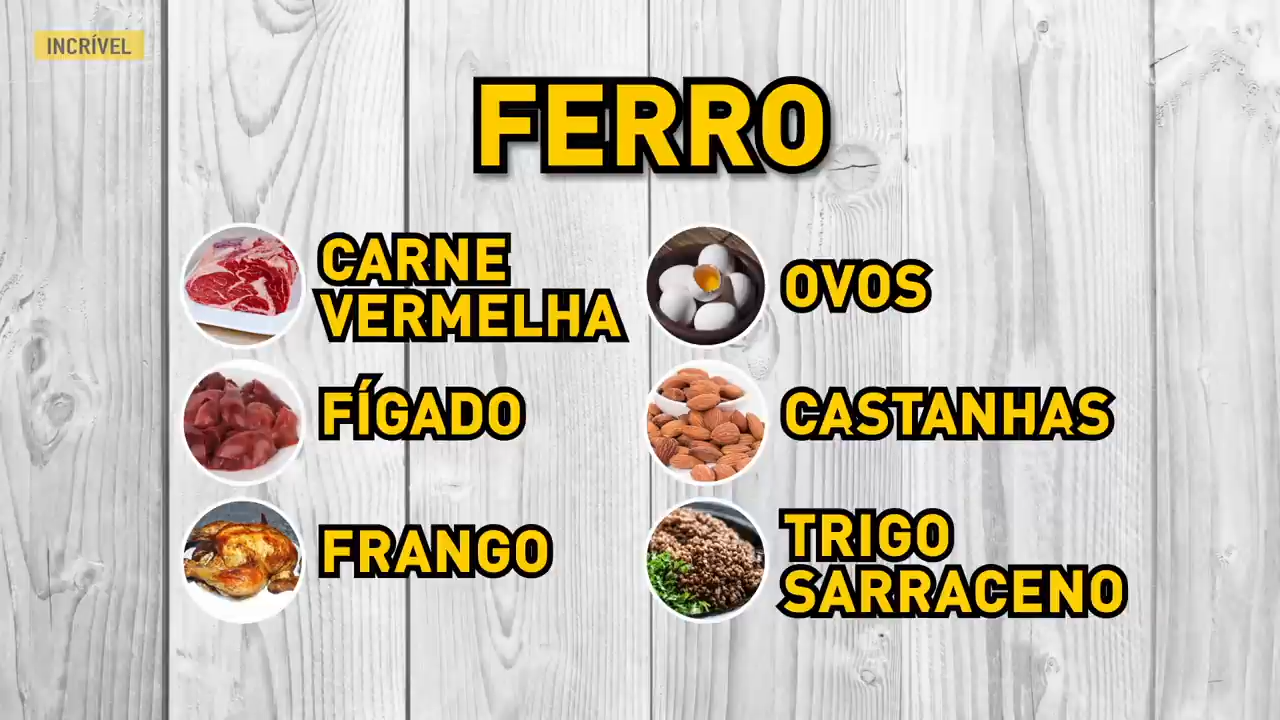 INCRÍVEL
FERRO
CARNE
VERMELHA
FÍGADO
FRANGO
OVOS
CASTANHAS
TRIGO
SARRACENO